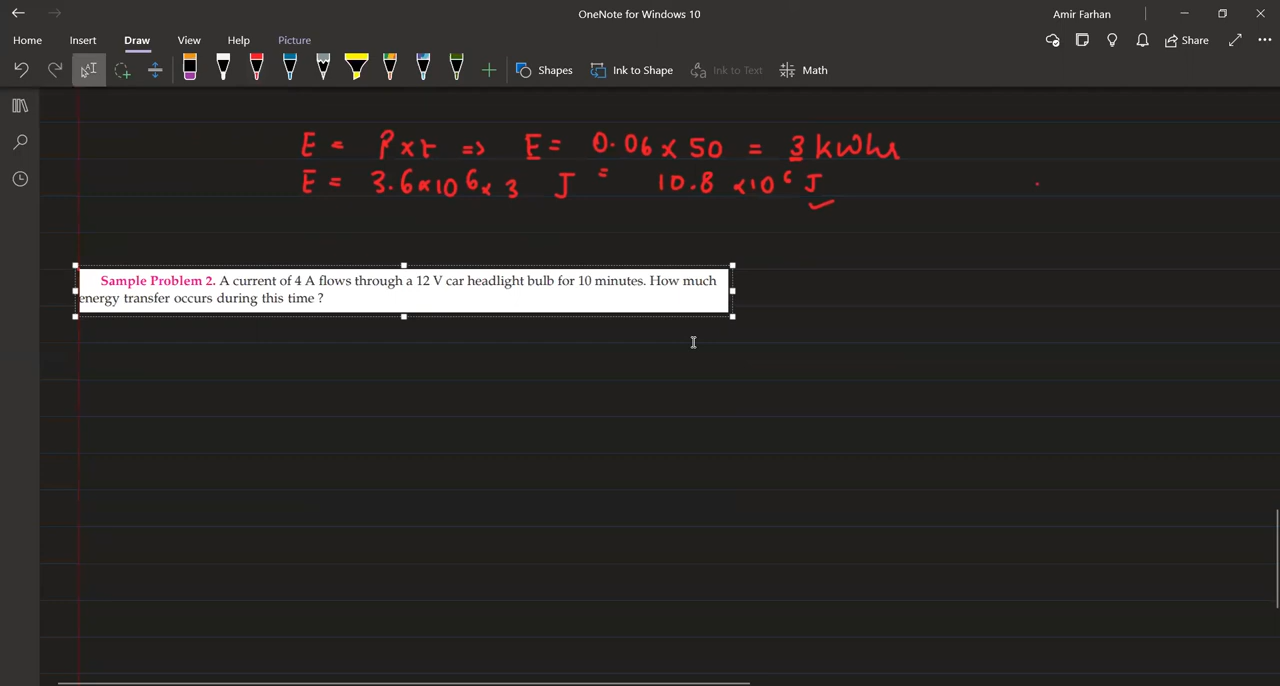 OneNote for Windows 10
Amir Farhan
Home Insert Draw View Help Picture
Share
Shapes Ink to Shape Ink to Text Math
E = P x t => E = 0.06 x 50 = 3 kWhr
E = 3.6 x 10⁶ x 3 J = 10.8 x 10⁶ J
Sample Problem 2. A current of 4 A flows through a 12 V car headlight bulb for 10 minutes. How much
energy transfer occurs during this time ?